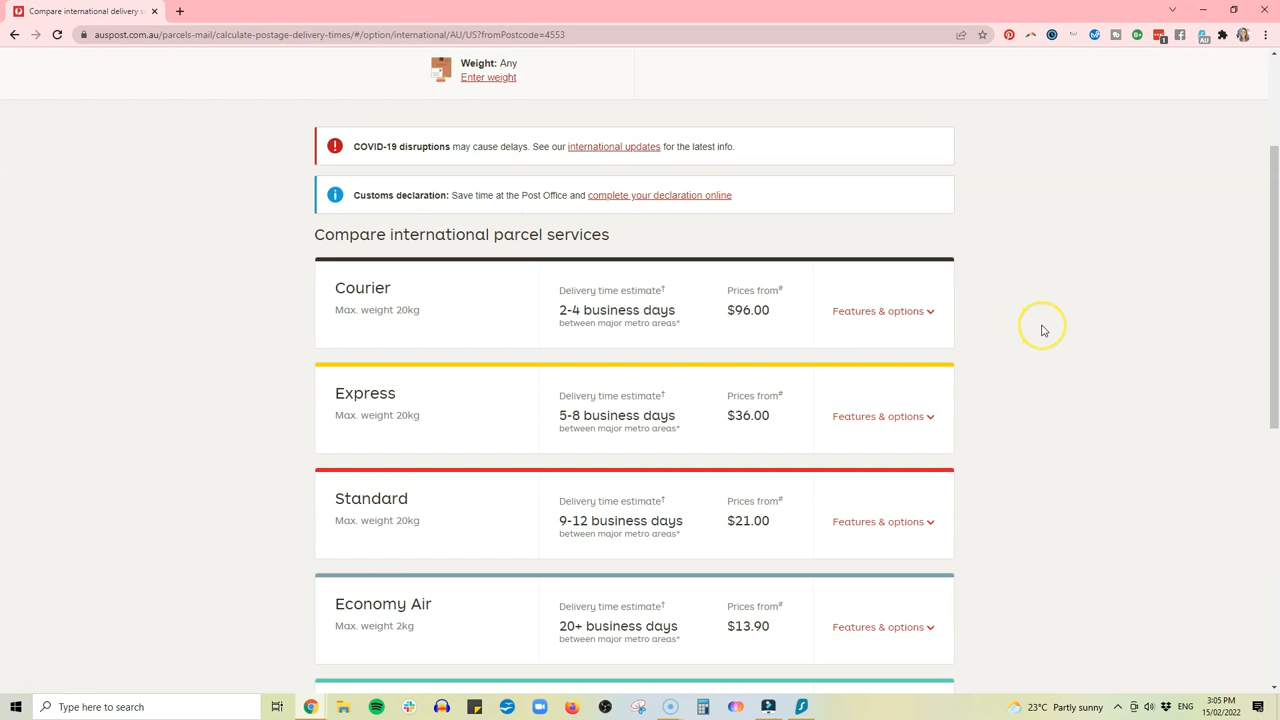 Compare international delivery s
auspost.com.au/parcels-mail/calculate-postage-delivery-times/#/option/international/AU/US?fromPostcode=4553
Weight: Any
Enter weight
COVID-19 disruptions may cause delays. See our international updates for the latest info.
Customs declaration: Save time at the Post Office and complete your declaration online
Compare international parcel services
Courier
Max. weight 20kg
Delivery time estimate†
2-4 business days
between major metro areas*
Prices from#
$96.00
Features & options
Express
Max. weight 20kg
Delivery time estimate†
5-8 business days
between major metro areas*
Prices from#
$36.00
Features & options
Standard
Max. weight 20kg
Delivery time estimate†
9-12 business days
between major metro areas*
Prices from#
$21.00
Features & options
Economy Air
Max. weight 2kg
Delivery time estimate†
20+ business days
between major metro areas*
Prices from#
$13.90
Features & options
Type here to search
23°C Partly sunny
ENG
3:05 PM
15/02/2022